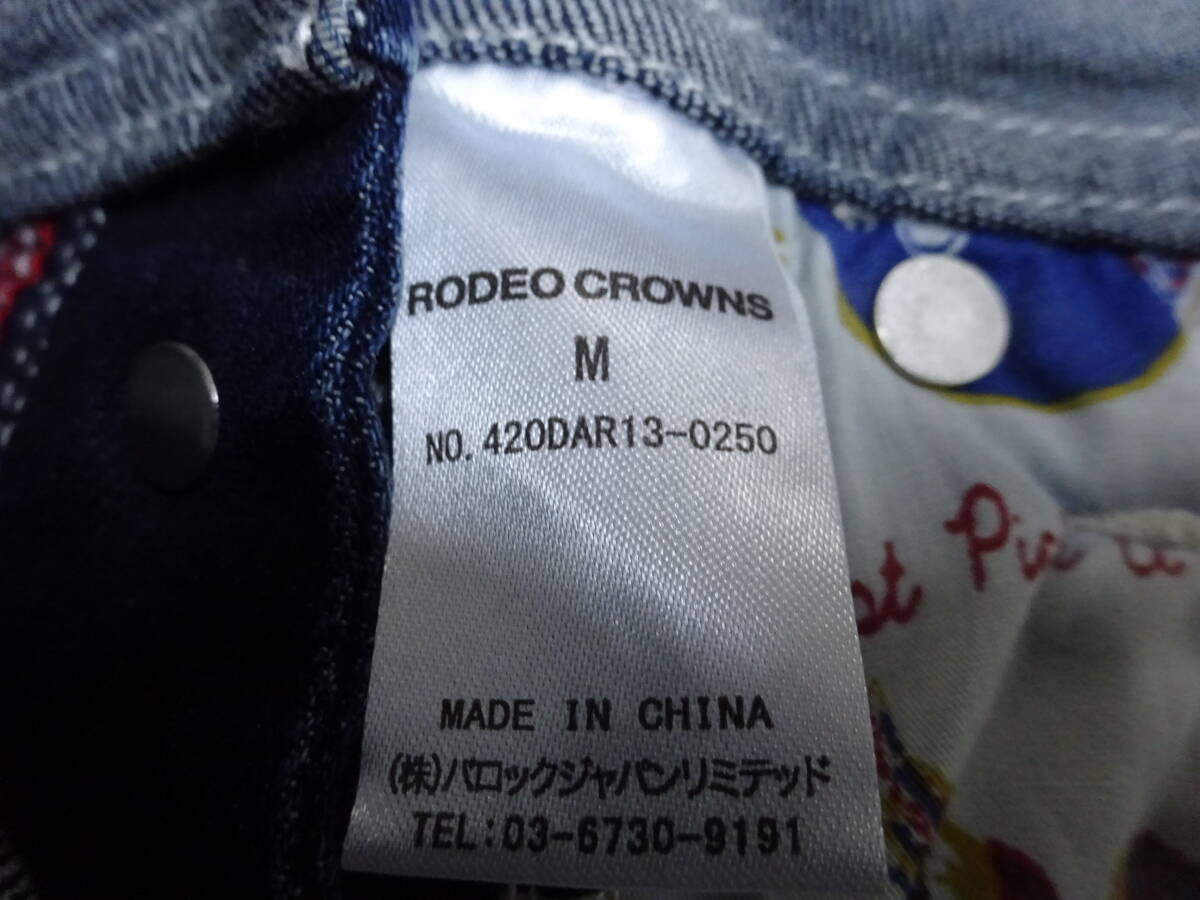 RODEO CROWNS
M
NO. 420DAR13-0250
MADE IN CHINA
(株)バロックジャパンリミテッド
TEL:03-6730-9191